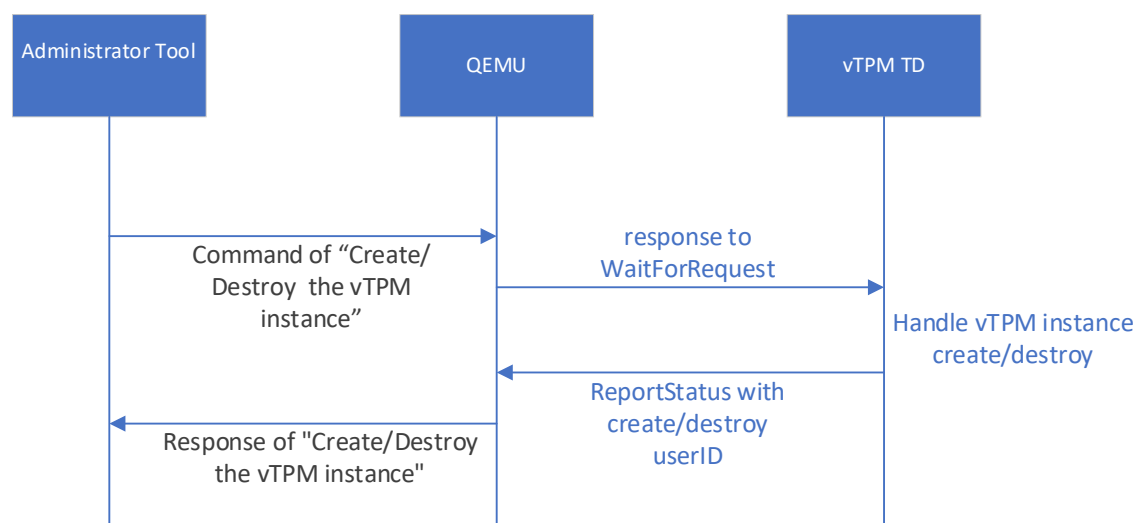 Administrator Tool
QEMU
vTPM TD
Command of “Create/
Destroy the vTPM
instance”
response to
WaitForRequest
Handle vTPM instance
create/destroy
ReportStatus with
create/destroy
userID
Response of "Create/Destroy
the vTPM instance"